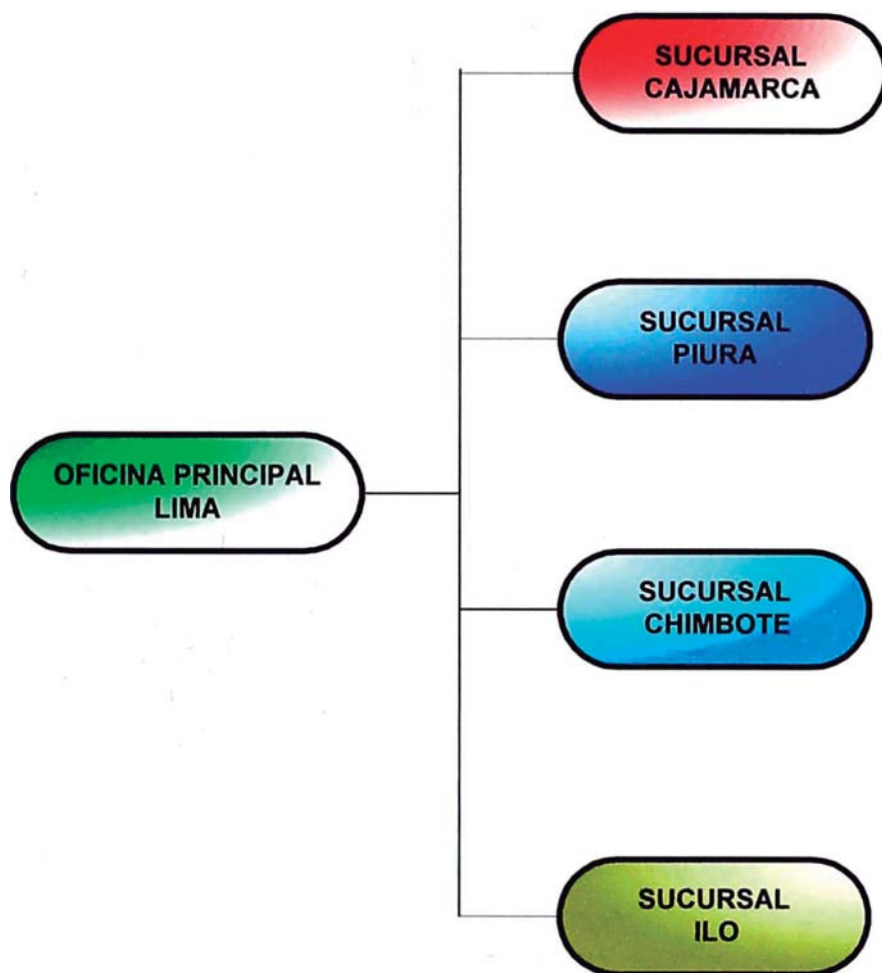 SUCURSAL
CAJAMARCA
SUCURSAL
PIURA
OFICINA PRINCIPAL
LIMA
SUCURSAL
CHIMBOTE
SUCURSAL
ILO